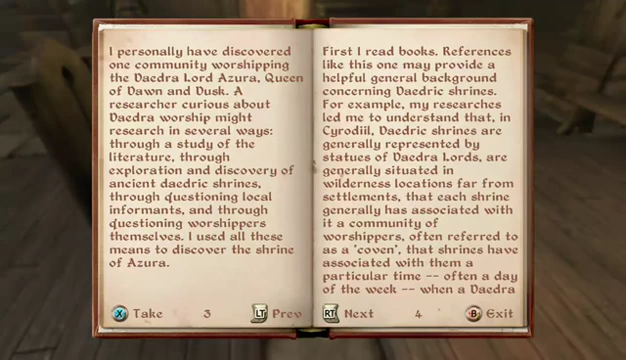 I personally have discovered
one community worshipping
the Daedra Lord Azura, Queen
of Dawn and Dusk. A
researcher curious about
Daedra worship might
research in several ways:
through a study of the
literature, through
exploration and discovery of
ancient daedric shrines,
through questioning local
informants, and through
questioning worshippers
themselves. I used all these
means to discover the shrine
of Azura.
First I read books. References
like this one may provide a
helpful general background
concerning Daedric shrines.
For example, my researches
led me to understand that, in
Cyrodiil, Daedric shrines are
generally represented by
statues of Daedra Lords, are
generally situated in
wilderness locations far from
settlements, that each shrine
generally has associated with
it a community of
worshippers, often referred to
as a 'coven', that shrines have
associated with them a
particular time -- often a day
of the week -- when a Daedra
X Take 3 LT Prev RT Next 4 B Exit